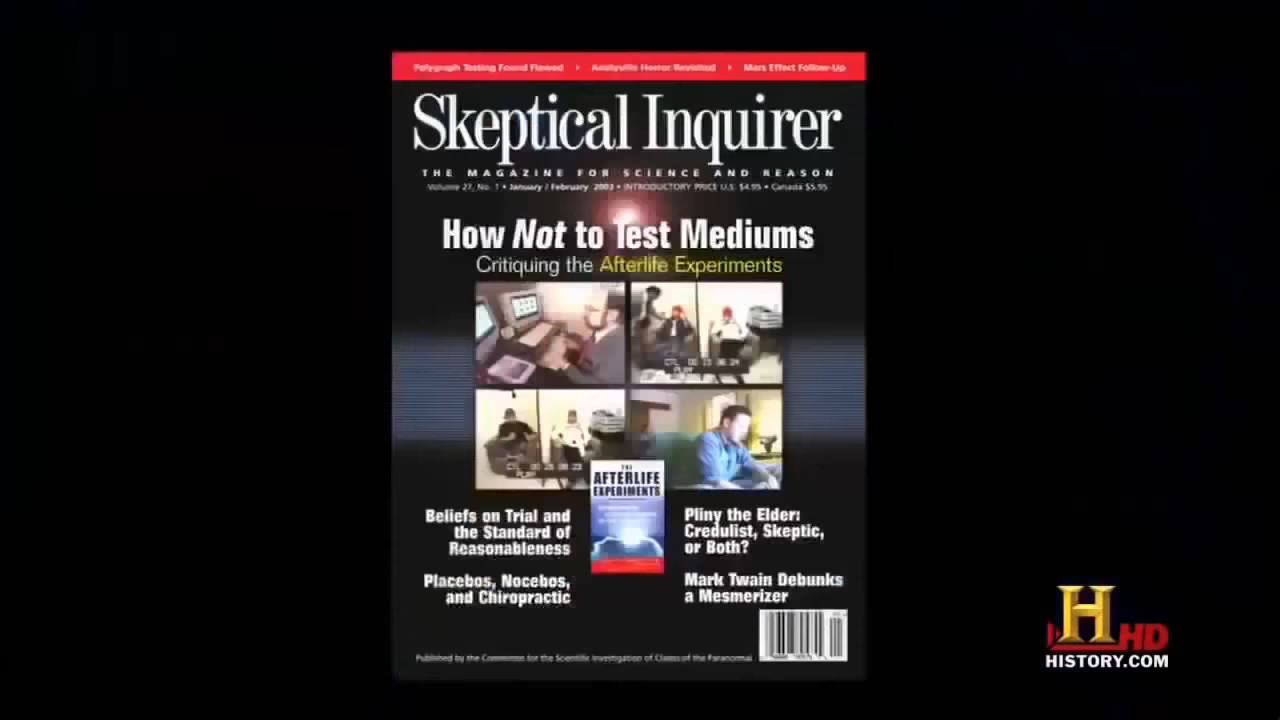 Polygraph Testing Found Flawed • Amityville Horror Revisited • Mars Effect Follow-Up
Skeptical Inquirer
THE MAGAZINE FOR SCIENCE AND REASON
Volume 27, No. 1 • January / February 2003 • INTRODUCTORY PRICE U.S. $4.95 • Canada $5.95
How Not to Test Mediums
Critiquing the Afterlife Experiments
PLAY
PLAY
THE
AFTERLIFE
EXPERIMENTS
Beliefs on Trial and
the Standard of
Reasonableness
Placebos, Nocebos,
and Chiropractic
Pliny the Elder:
Credulist, Skeptic,
or Both?
Mark Twain Debunks
a Mesmerizer
Published by the Committee for the Scientific Investigation of Claims of the Paranormal
H HD
HISTORY.COM